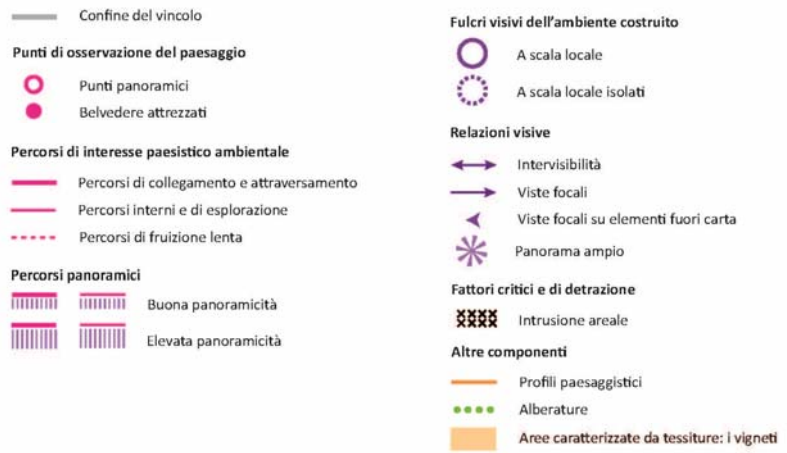 Confine del vincolo
Punti di osservazione del paesaggio
Punti panoramici
Belvedere attrezzati
Percorsi di interesse paesistico ambientale
Percorsi di collegamento e attraversamento
Percorsi interni e di esplorazione
Percorsi di fruizione lenta
Percorsi panoramici
Buona panoramicità
Elevata panoramicità
Fulcri visivi dell'ambiente costruito
A scala locale
A scala locale isolati
Relazioni visive
Intervisibilità
Viste focali
Viste focali su elementi fuori carta
Panorama ampio
Fattori critici e di detrazione
Intrusione areale
Altre componenti
Profili paesaggistici
Alberature
Aree caratterizzate da tessiture: i vigneti